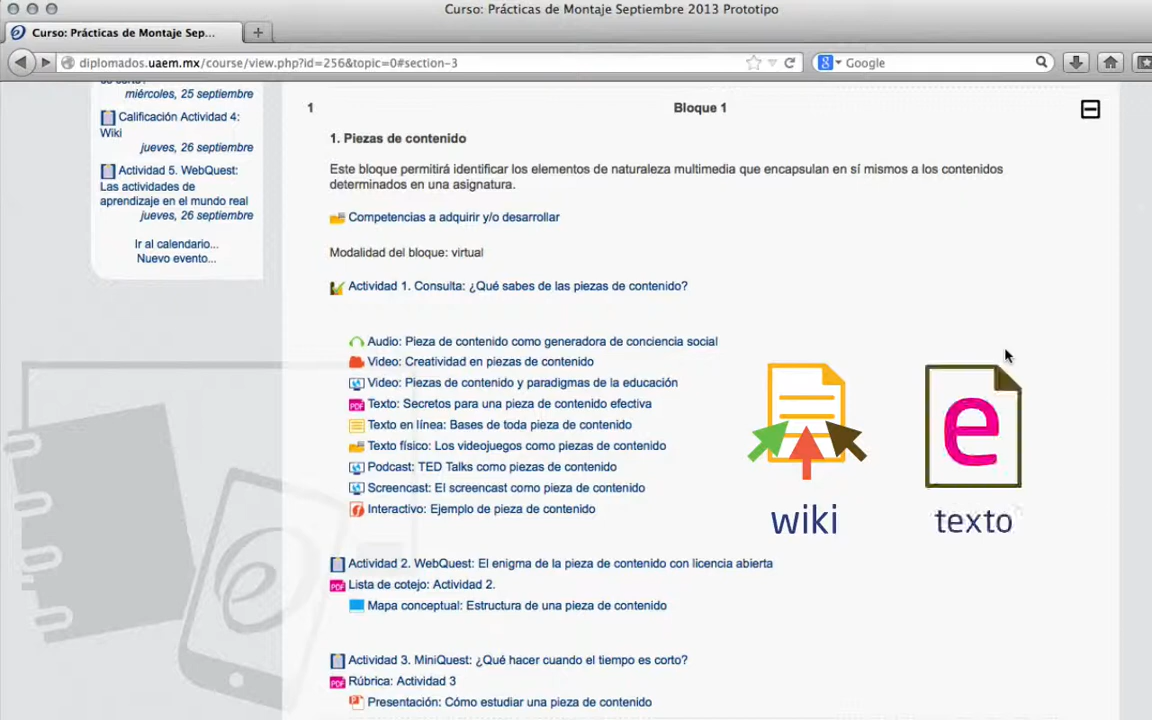 Curso: Prácticas de Montaje Septiembre 2013 Prototipo
Curso: Prácticas de Montaje Sep...
diplomados.uaem.mx/course/view.php?id=256&topic=0#section-3
Google
miércoles, 25 septiembre
Calificación Actividad 4:
Wiki
jueves, 26 septiembre
Actividad 5. WebQuest:
Las actividades de
aprendizaje en el mundo real
jueves, 26 septiembre
Ir al calendario...
Nuevo evento...
1
Bloque 1
1. Piezas de contenido
Este bloque permitirá identificar los elementos de naturaleza multimedia que encapsulan en sí mismos a los contenidos
determinados en una asignatura.
Competencias a adquirir y/o desarrollar
Modalidad del bloque: virtual
Actividad 1. Consulta: ¿Qué sabes de las piezas de contenido?
Audio: Pieza de contenido como generadora de conciencia social
Video: Creatividad en piezas de contenido
Video: Piezas de contenido y paradigmas de la educación
PDF Texto: Secretos para una pieza de contenido efectiva
Texto en línea: Bases de toda pieza de contenido
Texto físico: Los videojuegos como piezas de contenido
Podcast: TED Talks como piezas de contenido
Screencast: El screencast como pieza de contenido
Interactivo: Ejemplo de pieza de contenido
wiki
e
texto
Actividad 2. WebQuest: El enigma de la pieza de contenido con licencia abierta
PDF Lista de cotejo: Actividad 2.
Mapa conceptual: Estructura de una pieza de contenido
Actividad 3. MiniQuest: ¿Qué hacer cuando el tiempo es corto?
PDF Rúbrica: Actividad 3
Presentación: Cómo estudiar una pieza de contenido